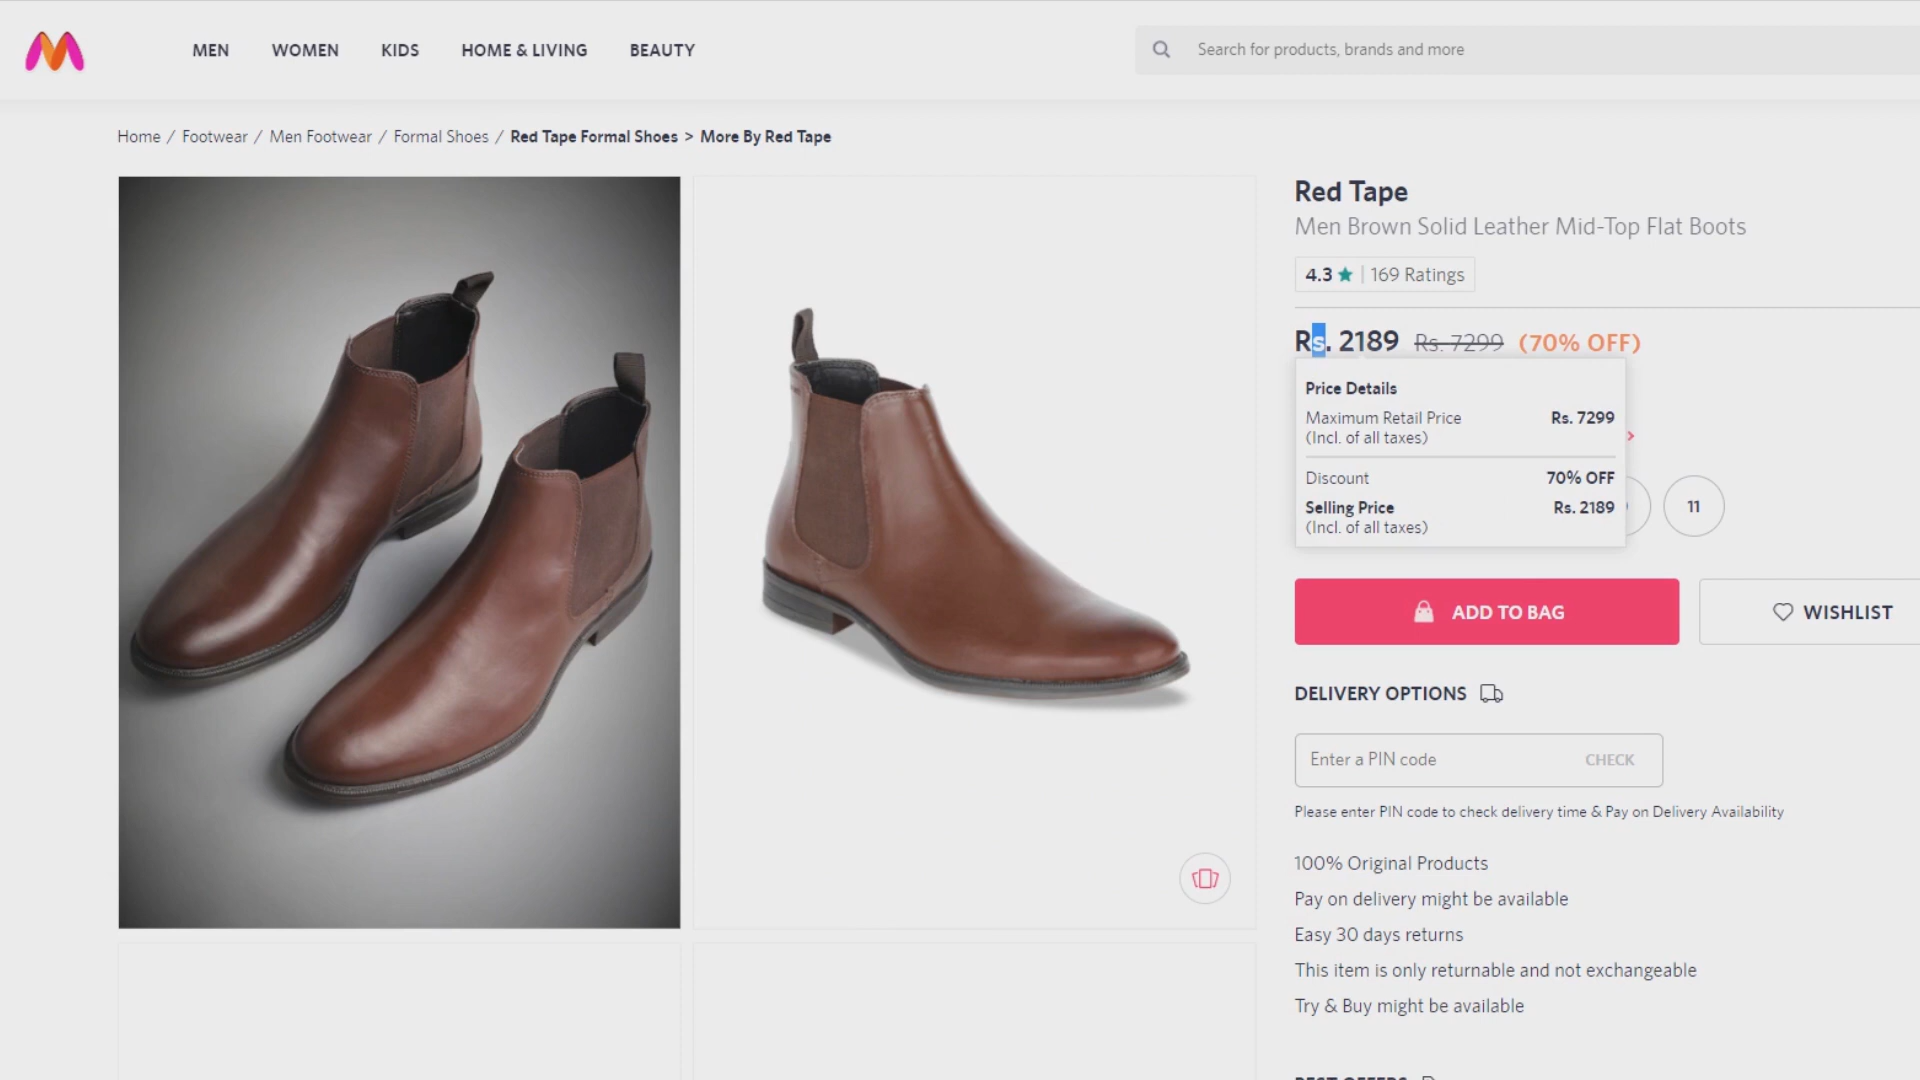 MEN WOMEN KIDS HOME & LIVING BEAUTY
Search for products, brands and more
Home / Footwear / Men Footwear / Formal Shoes / Red Tape Formal Shoes > More By Red Tape
Red Tape
Men Brown Solid Leather Mid-Top Flat Boots
4.3 ★ | 169 Ratings
Rs. 2189 Rs. 7299 (70% OFF)
Price Details
Maximum Retail Price Rs. 7299
(Incl. of all taxes)
Discount 70% OFF
Selling Price Rs. 2189
(Incl. of all taxes)
11
ADD TO BAG
WISHLIST
DELIVERY OPTIONS
Enter a PIN code CHECK
Please enter PIN code to check delivery time & Pay on Delivery Availability
100% Original Products
Pay on delivery might be available
Easy 30 days returns
This item is only returnable and not exchangeable
Try & Buy might be available